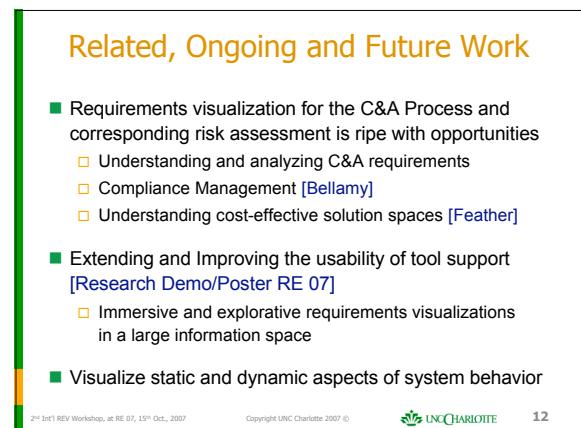 Related, Ongoing and Future Work
Requirements visualization for the C&A Process and
corresponding risk assessment is ripe with opportunities
Understanding and analyzing C&A requirements
Compliance Management [Bellamy]
Understanding cost-effective solution spaces [Feather]
Extending and Improving the usability of tool support
[Research Demo/Poster RE 07]
Immersive and explorative requirements visualizations
in a large information space
Visualize static and dynamic aspects of system behavior
2nd Int'l REV Workshop, at RE 07, 15th Oct., 2007
Copyright UNC Charlotte 2007 ©
UNC CHARLOTTE
12